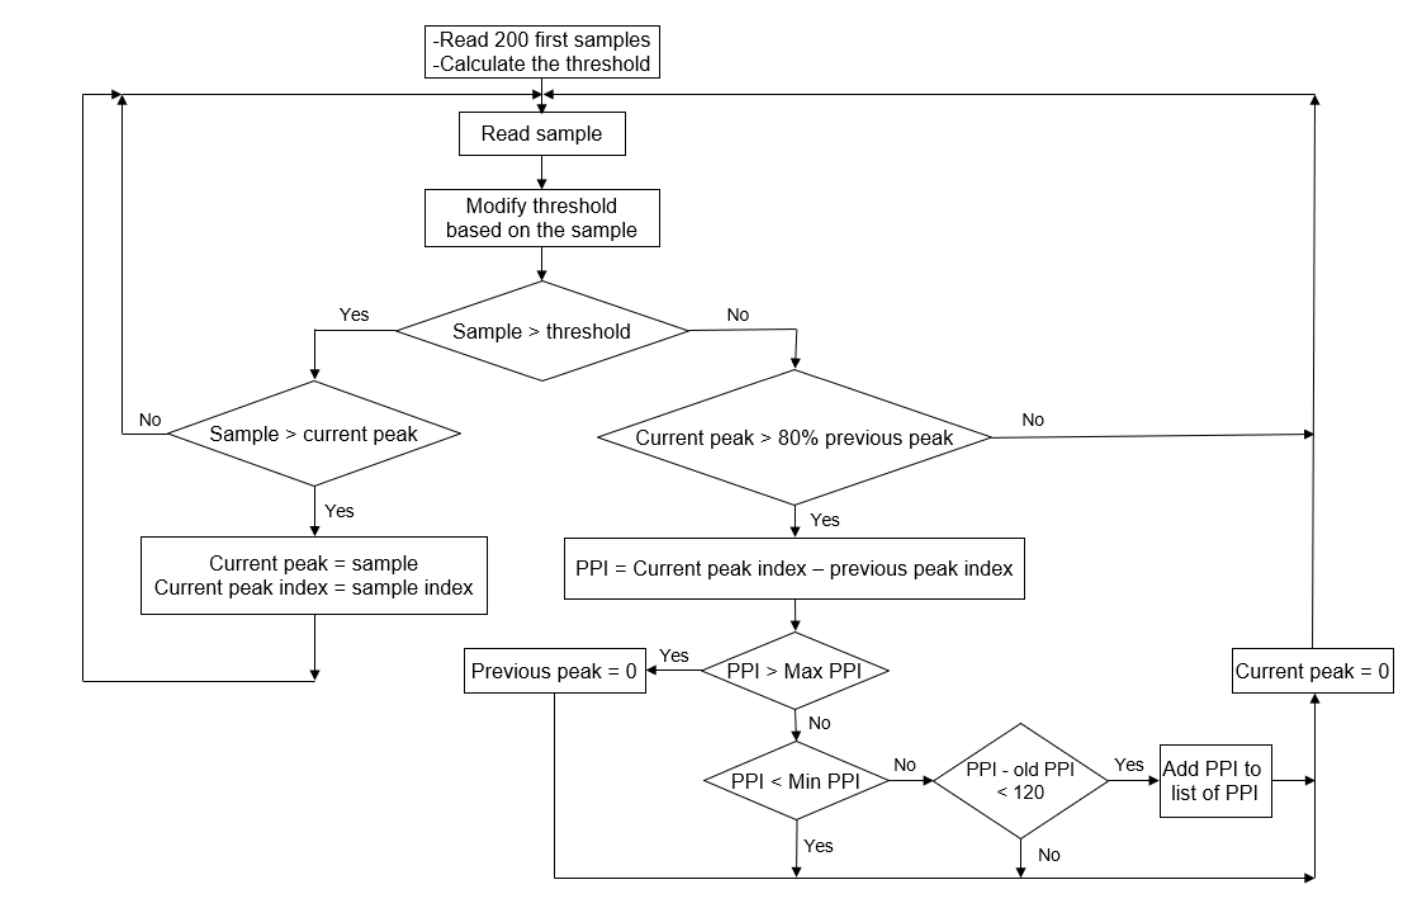 -Read 200 first samples
-Calculate the threshold
Read sample
Modify threshold
based on the sample
Yes
Sample > threshold
No
No
Sample > current peak
Current peak > 80% previous peak
No
Yes
Yes
Current peak = sample
Current peak index = sample index
PPI = Current peak index – previous peak index
Previous peak = 0
Yes
PPI > Max PPI
Current peak = 0
No
PPI < Min PPI
No
PPI - old PPI
< 120
Yes
Add PPI to
list of PPI
Yes
No